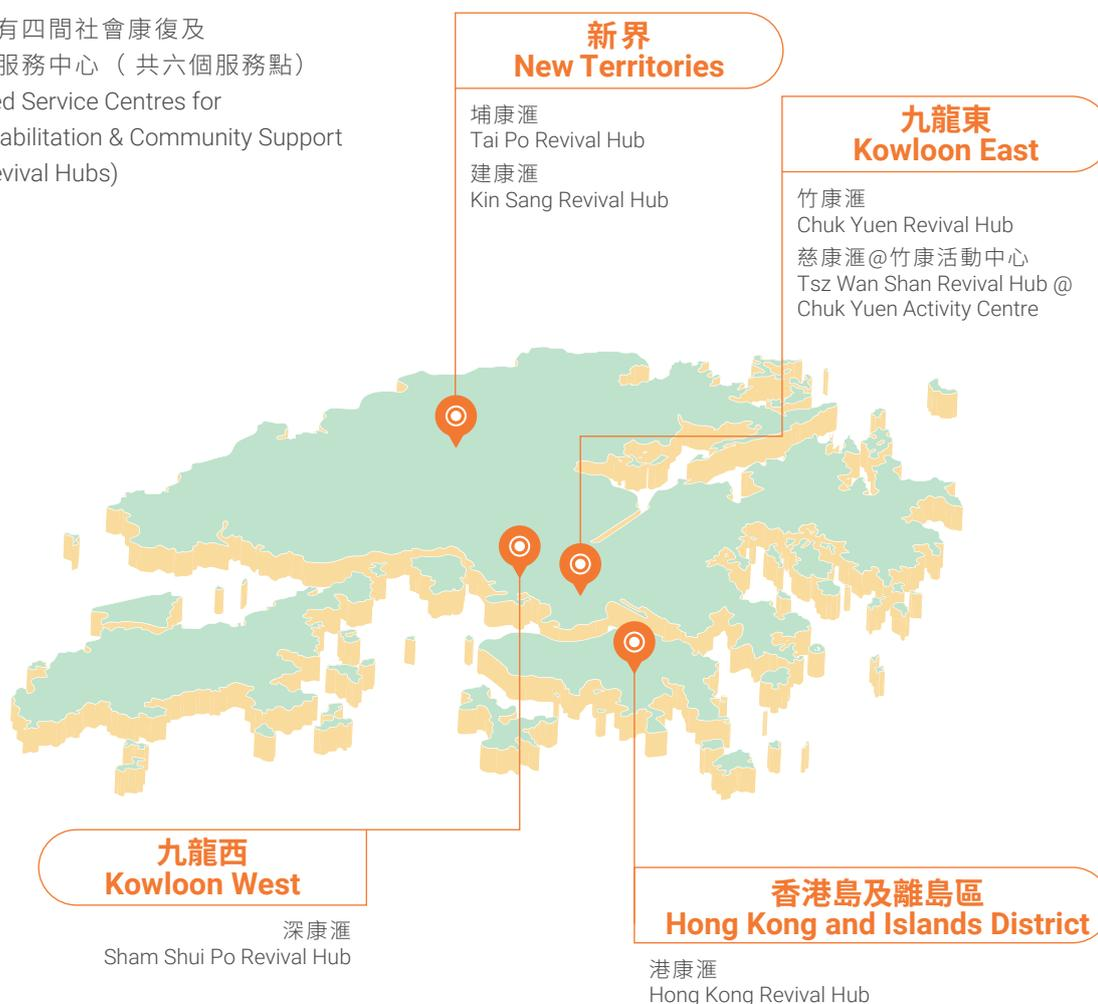 有四間社會康復及
服務中心（ 共六個服務點）
ed Service Centres for
abilitation & Community Support
evival Hubs)
新界
New Territories
埔康滙
Tai Po Revival Hub
建康滙
Kin Sang Revival Hub
九龍東
Kowloon East
竹康滙
Chuk Yuen Revival Hub
慈康滙@竹康活動中心
Tsz Wan Shan Revival Hub @
Chuk Yuen Activity Centre
九龍西
Kowloon West
深康滙
Sham Shui Po Revival Hub
香港島及離島區
Hong Kong and Islands District
港康滙
Hong Kong Revival Hub